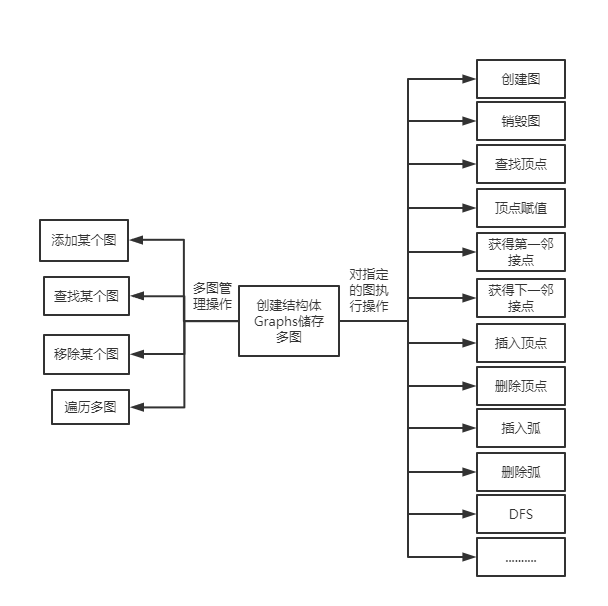 添加某个图
查找某个图
移除某个图
遍历多图
多图管
理操作
创建结构体
Graphs储存
多图
对指定
的图执
行操作
创建图
销毁图
查找顶点
顶点赋值
获得第一邻
接点
获得下一邻
接点
插入顶点
删除顶点
插入弧
删除弧
DFS
..........